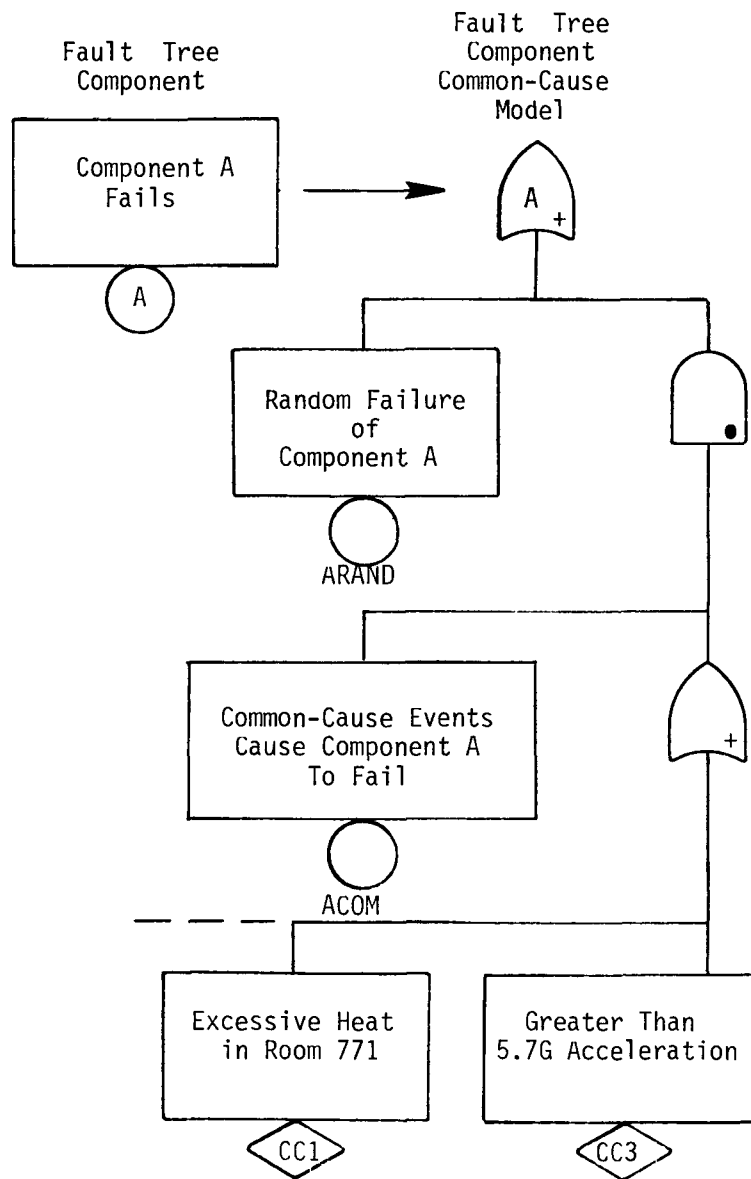 Fault Tree
Component
Fault Tree
Component
Common-Cause
Model
Component A
Fails
A
A
+
Random Failure
of
Component A
ARAND
Common-Cause Events
Cause Component A
To Fail
+
ACOM
Excessive Heat
in Room 771
Greater Than
5.7G Acceleration
CC1
CC3